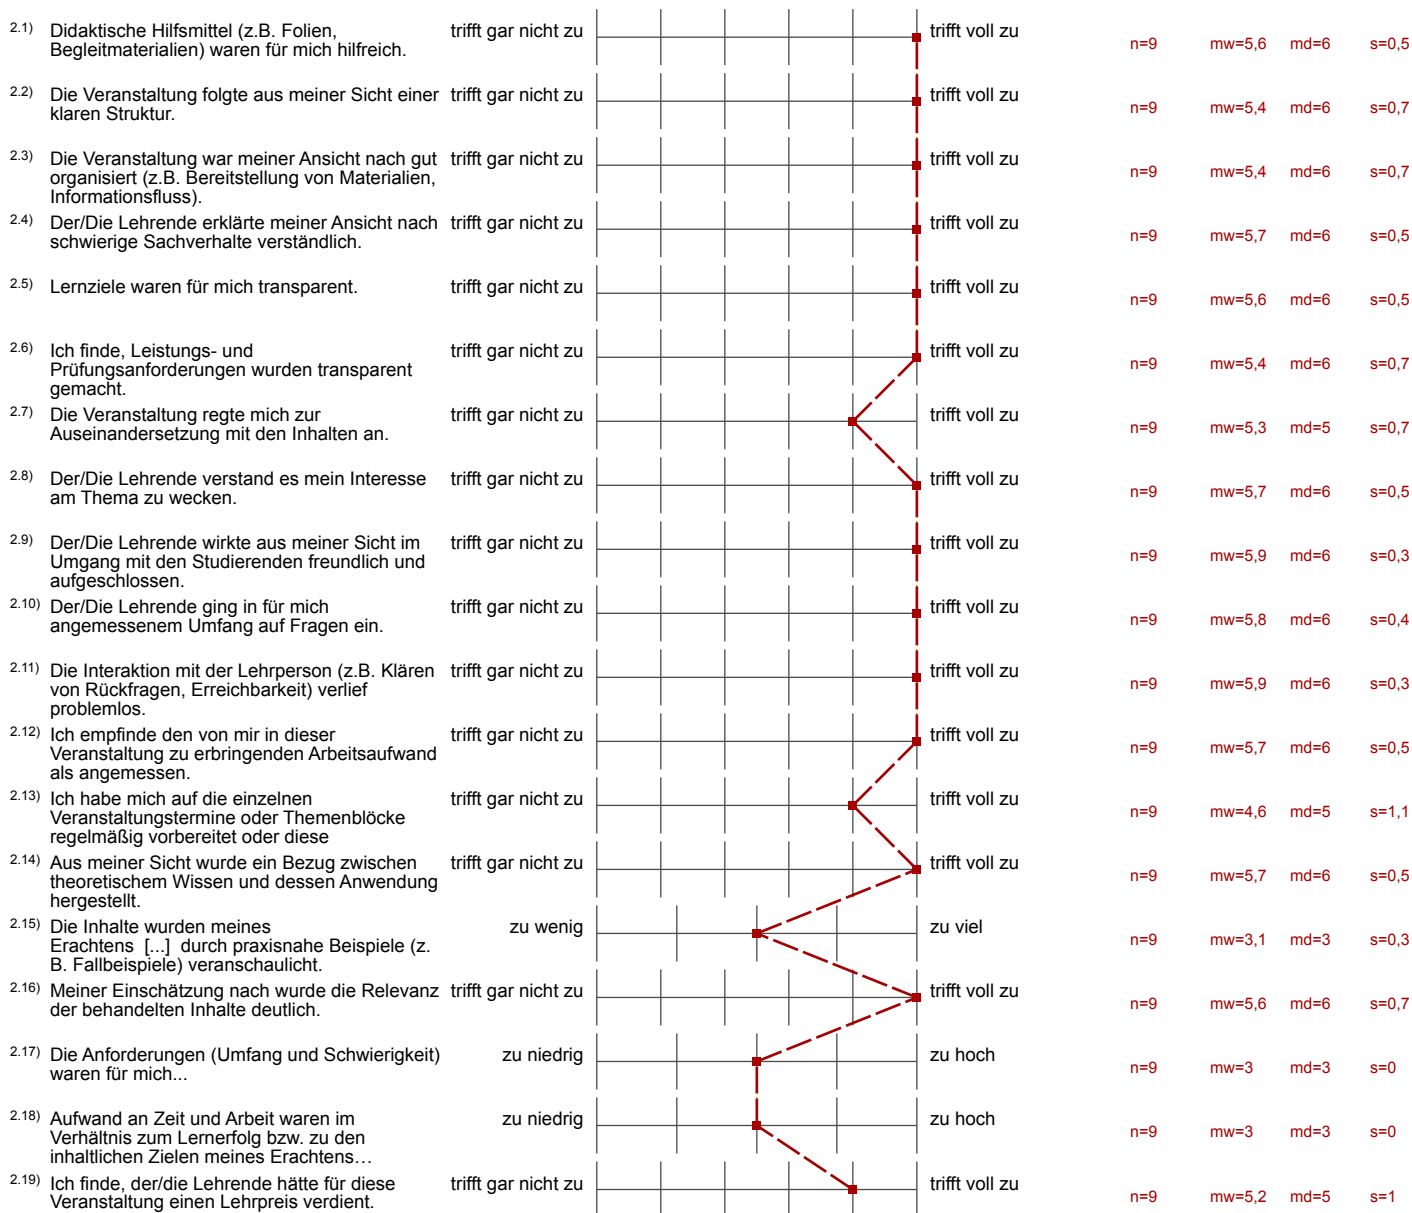 2.1) Didaktische Hilfsmittel (z.B. Folien, trifft gar nicht zu trifft voll zu n=9 mw=5,6 md=6 s=0,5
Begleitmaterialien) waren für mich hilfreich.
2.2) Die Veranstaltung folgte aus meiner Sicht einer trifft gar nicht zu trifft voll zu n=9 mw=5,4 md=6 s=0,7
klaren Struktur.
2.3) Die Veranstaltung war meiner Ansicht nach gut trifft gar nicht zu trifft voll zu n=9 mw=5,4 md=6 s=0,7
organisiert (z.B. Bereitstellung von Materialien,
Informationsfluss).
2.4) Der/Die Lehrende erklärte meiner Ansicht nach trifft gar nicht zu trifft voll zu n=9 mw=5,7 md=6 s=0,5
schwierige Sachverhalte verständlich.
2.5) Lernziele waren für mich transparent. trifft gar nicht zu trifft voll zu n=9 mw=5,6 md=6 s=0,5
2.6) Ich finde, Leistungs- und trifft gar nicht zu trifft voll zu n=9 mw=5,4 md=6 s=0,7
Prüfungsanforderungen wurden transparent
gemacht.
2.7) Die Veranstaltung regte mich zur trifft gar nicht zu trifft voll zu n=9 mw=5,3 md=5 s=0,7
Auseinandersetzung mit den Inhalten an.
2.8) Der/Die Lehrende verstand es mein Interesse trifft gar nicht zu trifft voll zu n=9 mw=5,7 md=6 s=0,5
am Thema zu wecken.
2.9) Der/Die Lehrende wirkte aus meiner Sicht im trifft gar nicht zu trifft voll zu n=9 mw=5,9 md=6 s=0,3
Umgang mit den Studierenden freundlich und
aufgeschlossen.
2.10) Der/Die Lehrende ging in für mich trifft gar nicht zu trifft voll zu n=9 mw=5,8 md=6 s=0,4
angemessenem Umfang auf Fragen ein.
2.11) Die Interaktion mit der Lehrperson (z.B. Klären trifft gar nicht zu trifft voll zu n=9 mw=5,9 md=6 s=0,3
von Rückfragen, Erreichbarkeit) verlief
problemlos.
2.12) Ich empfinde den von mir in dieser trifft gar nicht zu trifft voll zu n=9 mw=5,7 md=6 s=0,5
Veranstaltung zu erbringenden Arbeitsaufwand
als angemessen.
2.13) Ich habe mich auf die einzelnen trifft gar nicht zu trifft voll zu n=9 mw=4,6 md=5 s=1,1
Veranstaltungstermine oder Themenblöcke
regelmäßig vorbereitet oder diese
2.14) Aus meiner Sicht wurde ein Bezug zwischen trifft gar nicht zu trifft voll zu n=9 mw=5,7 md=6 s=0,5
theoretischem Wissen und dessen Anwendung
hergestellt.
2.15) Die Inhalte wurden meines zu wenig zu viel n=9 mw=3,1 md=3 s=0,3
Erachtens [...] durch praxisnahe Beispiele (z.
B. Fallbeispiele) veranschaulicht.
2.16) Meiner Einschätzung nach wurde die Relevanz trifft gar nicht zu trifft voll zu n=9 mw=5,6 md=6 s=0,7
der behandelten Inhalte deutlich.
2.17) Die Anforderungen (Umfang und Schwierigkeit) zu niedrig zu hoch n=9 mw=3 md=3 s=0
waren für mich...
2.18) Aufwand an Zeit und Arbeit waren im zu niedrig zu hoch n=9 mw=3 md=3 s=0
Verhältnis zum Lernerfolg bzw. zu den
inhaltlichen Zielen meines Erachtens…
2.19) Ich finde, der/die Lehrende hätte für diese trifft gar nicht zu trifft voll zu n=9 mw=5,2 md=5 s=1
Veranstaltung einen Lehrpreis verdient.